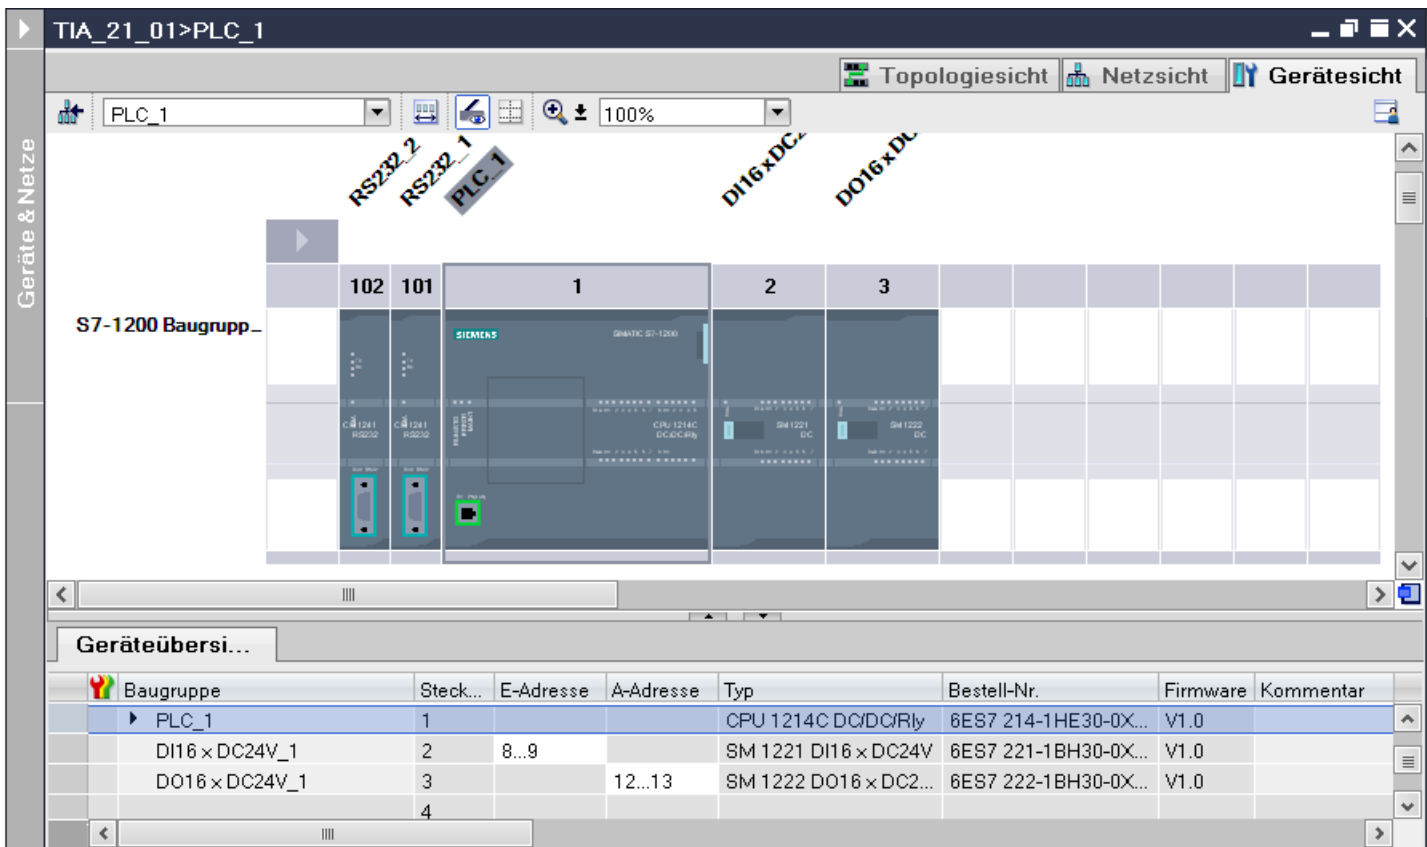 TIA_21_01>PLC_1
Topologiesicht Netzsicht Gerätesicht
PLC_1 100%
Geräte & Netze
RS232_2 RS232_1 PLC_1 DI16xDC2 DO16xDC
102 101 1 2 3
S7-1200 Baugrupp_
SIEMENS SIMATIC S7-1200
CM 1241 RS232
CM 1241 RS232
CPU 1214C DC/DC/Rly
SM 1221 DC
SM 1222 DC
Geräteübersi...
Baugruppe Steck... E-Adresse A-Adresse Typ Bestell-Nr. Firmware Kommentar
PLC_1 1 CPU 1214C DC/DC/Rly 6ES7 214-1HE30-0X... V1.0
DI16 x DC24V_1 2 8...9 SM 1221 DI16 x DC24V 6ES7 221-1BH30-0X... V1.0
DO16 x DC24V_1 3 12...13 SM 1222 DO16 x DC2... 6ES7 222-1BH30-0X... V1.0
4